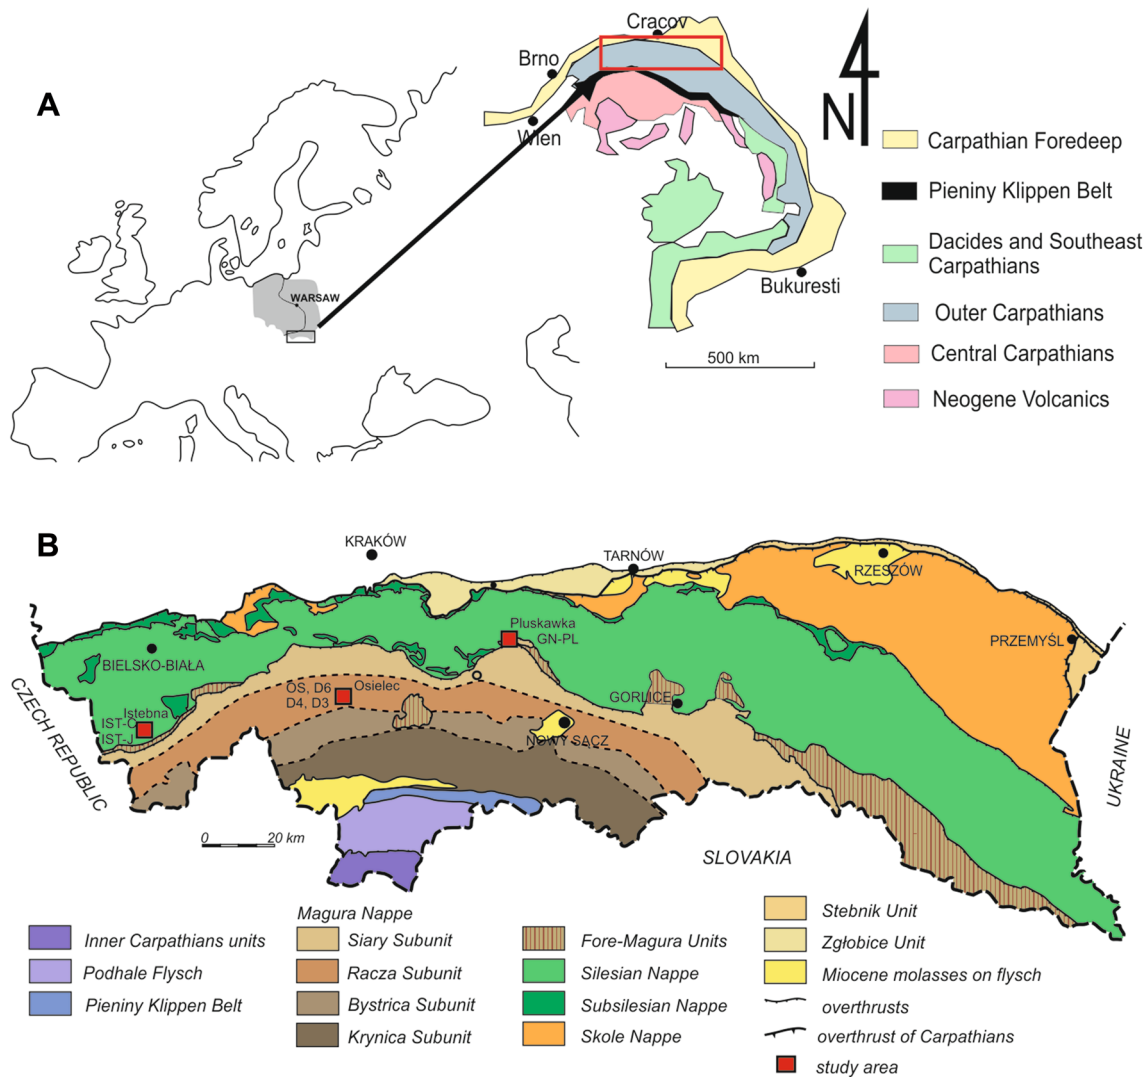 A
Cracov
Brno
Wien
WARSAW
Bukuresti
500 km
N
Carpathian Foredeep
Pieniny Klippen Belt
Dacides and Southeast
Carpathians
Outer Carpathians
Central Carpathians
Neogene Volcanics
B
KRAKÓW
TARNÓW
RZESZÓW
Pluskawka
GN-PL
PRZEMYŚL
BIELSKO-BIAŁA
OS, D6
Osielec
D4, D3
GORLICE
Istebna
IST-O
IST-J
NOWY SĄCZ
CZECH REPUBLIC
UKRAINE
0 20 km
SLOVAKIA
Inner Carpathians units
Podhale Flysch
Pieniny Klippen Belt
Magura Nappe
Siary Subunit
Racza Subunit
Bystrica Subunit
Krynica Subunit
Fore-Magura Units
Silesian Nappe
Subsilesian Nappe
Skole Nappe
Stebnik Unit
Zgłobice Unit
Miocene molasses on flysch
overthrusts
overthrust of Carpathians
study area